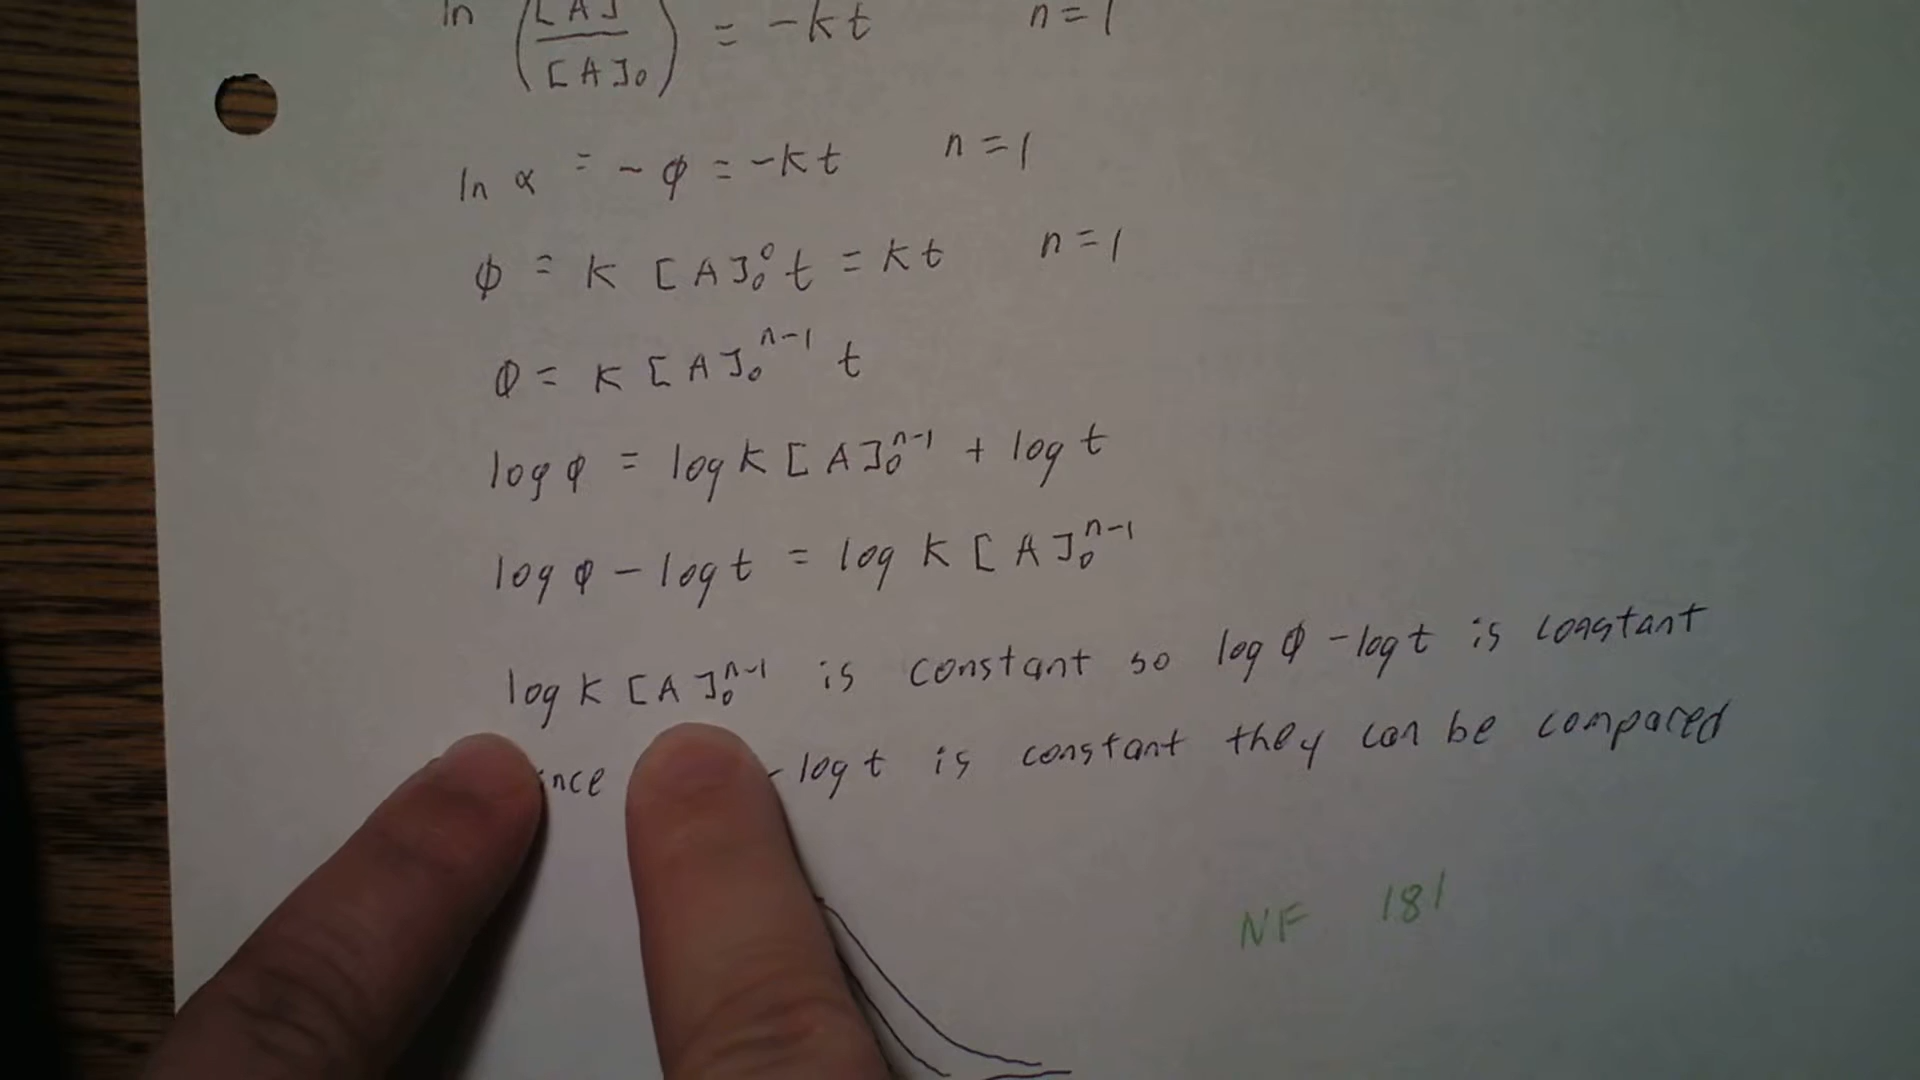 ln ([A]/[A]₀) = -kt n=1
ln α = -φ = -kt n=1
φ = k [A]₀⁰ t = kt n=1
φ = k [A]₀ⁿ⁻¹ t
log φ = log k [A]₀ⁿ⁻¹ + log t
log φ - log t = log k [A]₀ⁿ⁻¹
log k [A]₀ⁿ⁻¹ is constant so log φ - log t is constant
- log t is constant they can be compared
NF 181